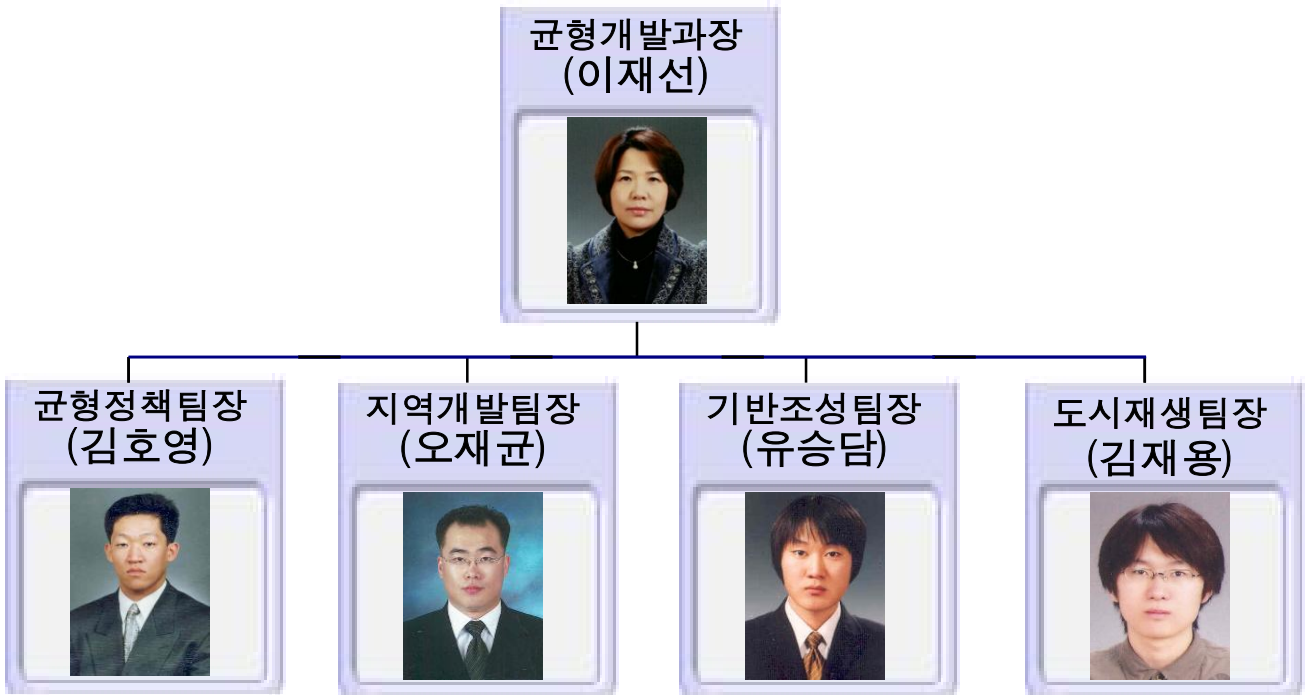 균형개발과장
(이재선)
균형정책팀장
(김호영)
지역개발팀장
(오재균)
기반조성팀장
(유승담)
도시재생팀장
(김재용)